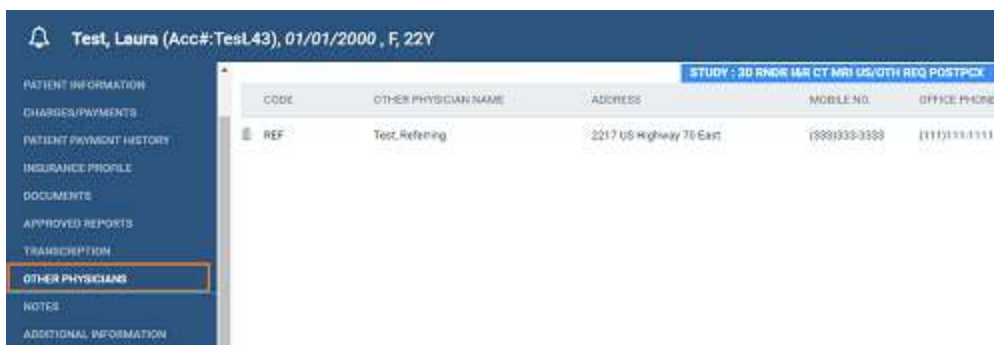 Test, Laura (Acc#:TesL43), 01/01/2000 , F, 22Y
STUDY : 3D RNDR I&R CT MRI US/OTH REQ POSTPCX
PATIENT INFORMATION
CODE OTHER PHYSICIAN NAME ADDRESS MOBILE NO. OFFICE PHONE
CHARGES/PAYMENTS
PATIENT PAYMENT HISTORY
REF Test, Referring 2217 US Highway 70 East (333)333-3333 (111)111-1111
INSURANCE PROFILE
DOCUMENTS
APPROVED REPORTS
TRANSCRIPTION
OTHER PHYSICIANS
NOTES
ADDITIONAL INFORMATION